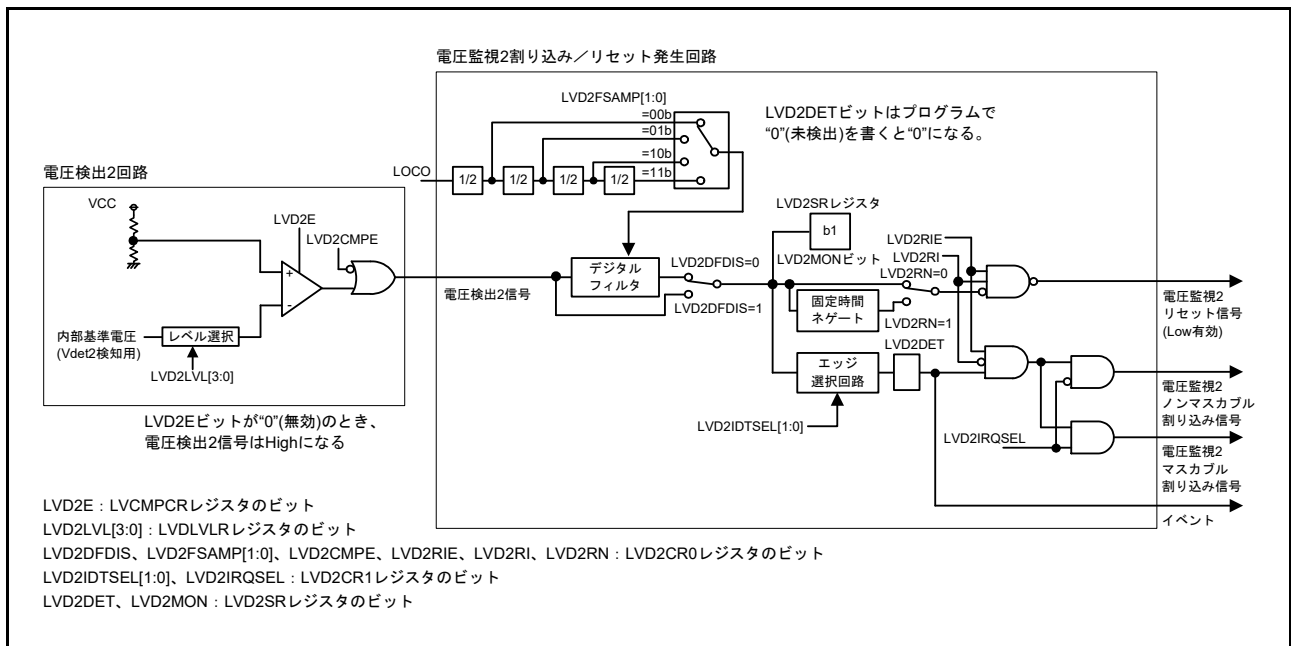 電圧監視2割り込み／リセット発生回路
LVD2FSAMP[1:0]
=00b
=01b
=10b
=11b
LVD2DETビットはプログラムで
“0”(未検出)を書くと“0”になる。
電圧検出2回路
LOCO
1/2
1/2
1/2
1/2
VCC
LVD2E
LVD2CMPE
+
-
内部基準電圧
(Vdet2検知用)
レベル選択
LVD2LVL[3:0]
LVD2Eビットが“0”(無効)のとき、
電圧検出2信号はHighになる
電圧検出2信号
デジタル
フィルタ
LVD2DFDIS=0
LVD2DFDIS=1
LVD2SRレジスタ
b1
LVD2MONビット
LVD2RIE
LVD2RI
LVD2RN=0
固定時間
ネゲート
LVD2RN=1
LVD2DET
エッジ
選択回路
LVD2IDTSEL[1:0]
LVD2IRQSEL
電圧監視2
リセット信号
(Low有効)
電圧監視2
ノンマスカブル
割り込み信号
電圧監視2
マスカブル
割り込み信号
イベント
LVD2E：LVCMPCRレジスタのビット
LVD2LVL[3:0]：LVDLVLRレジスタのビット
LVD2DFDIS、LVD2FSAMP[1:0]、LVD2CMPE、LVD2RIE、LVD2RI、LVD2RN：LVD2CR0レジスタのビット
LVD2IDTSEL[1:0]、LVD2IRQSEL：LVD2CR1レジスタのビット
LVD2DET、LVD2MON：LVD2SRレジスタのビット